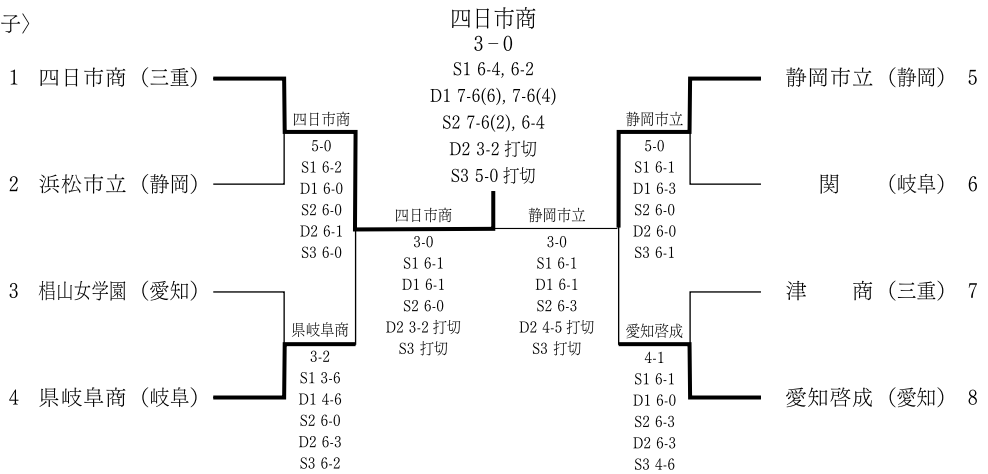 子〉
四日市商
3－0
S1 6-4, 6-2
D1 7-6(6), 7-6(4)
S2 7-6(2), 6-4
D2 3-2 打切
S3 5-0 打切
1 四日市商（三重）
2 浜松市立（静岡）
3 椙山女学園（愛知）
4 県岐阜商（岐阜）
四日市商
5-0
S1 6-2
D1 6-0
S2 6-0
D2 6-1
S3 6-0
県岐阜商
3-2
S1 3-6
D1 4-6
S2 6-0
D2 6-3
S3 6-2
四日市商
3-0
S1 6-1
D1 6-1
S2 6-0
D2 3-2 打切
S3 打切
静岡市立
3-0
S1 6-1
D1 6-1
S2 6-3
D2 4-5 打切
S3 打切
静岡市立
5-0
S1 6-1
D1 6-3
S2 6-0
D2 6-0
S3 6-1
愛知啓成
4-1
S1 6-1
D1 6-0
S2 6-3
D2 6-3
S3 4-6
静岡市立（静岡） 5
関　　（岐阜） 6
津　商（三重） 7
愛知啓成（愛知） 8